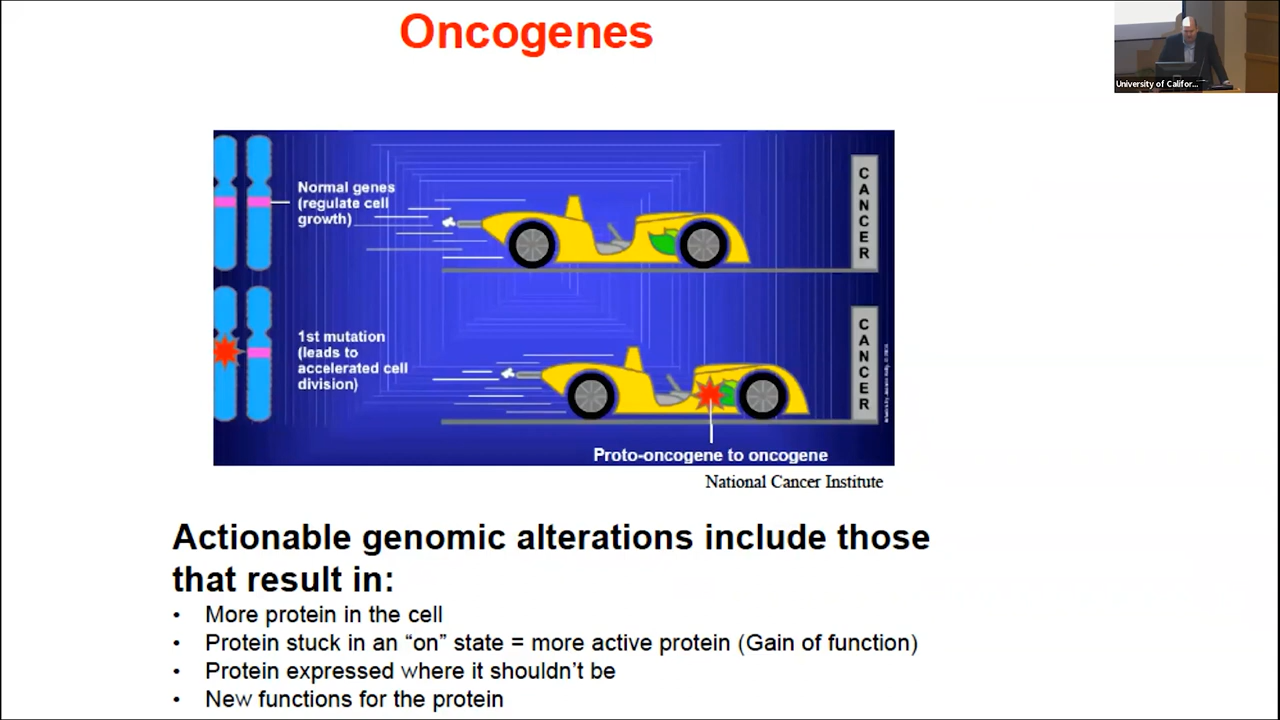 Oncogenes
University of Califor...
Normal genes
(regulate cell
growth)
CANCER
1st mutation
(leads to
accelerated cell
division)
CANCER
Proto-oncogene to oncogene
National Cancer Institute
Actionable genomic alterations include those
that result in:
• More protein in the cell
• Protein stuck in an “on” state = more active protein (Gain of function)
• Protein expressed where it shouldn’t be
• New functions for the protein